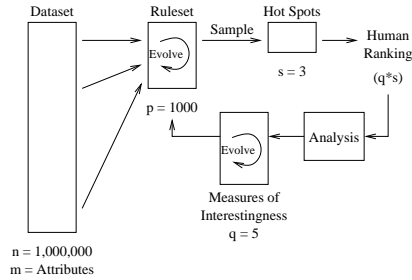 Dataset
Ruleset
Hot Spots
Sample
Human
Ranking
(q*s)
Evolve
s = 3
p = 1000
Analysis
Evolve
Measures of
Interestingness
q = 5
n = 1,000,000
m = Attributes